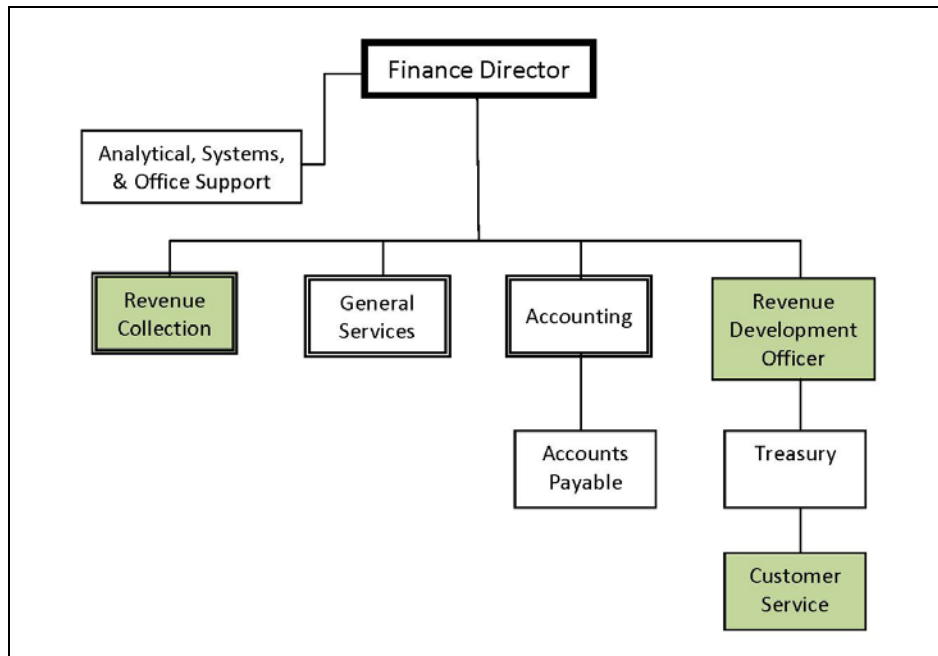 Finance Director
Analytical, Systems,
& Office Support
Revenue
Collection
General
Services
Accounting
Revenue
Development
Officer
Accounts
Payable
Treasury
Customer
Service